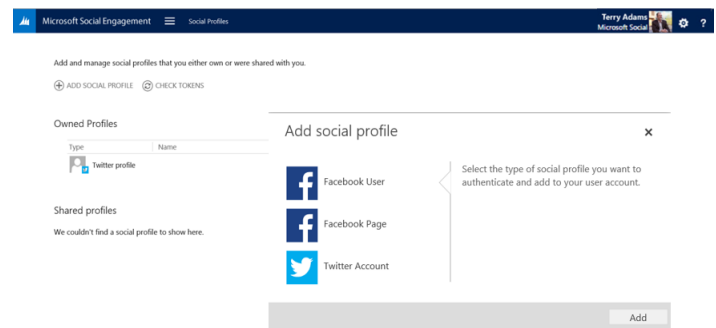 Microsoft Social Engagement Social Profiles
Terry Adams
Microsoft Social
?
Add and manage social profiles that you either own or were shared with you.
ADD SOCIAL PROFILE CHECK TOKENS
Owned Profiles
Type Name
Twitter profile
Shared profiles
We couldn't find a social profile to show here.
Add social profile
Facebook User
Facebook Page
Twitter Account
Select the type of social profile you want to
authenticate and add to your user account.
Add